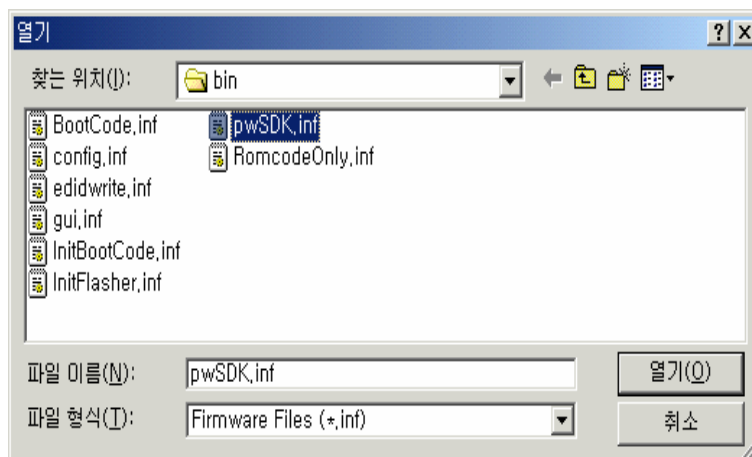 열기
찾는 위치(I): bin
BootCode.inf pwSDK.inf
config.inf RomcodeOnly.inf
edidwrite.inf
gui.inf
InitBootCode.inf
InitFlasher.inf
파일 이름(N): pwSDK.inf 열기(O)
파일 형식(T): Firmware Files (*.inf) 취소